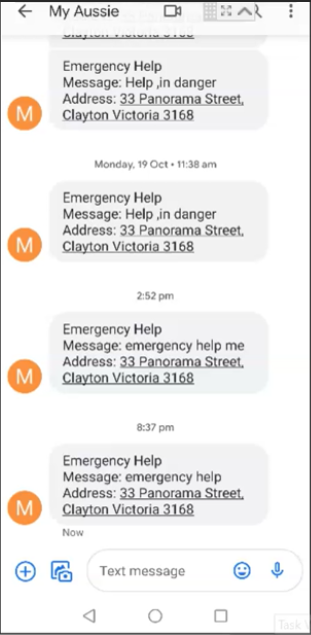 My Aussie
Clayton Victoria 3168
Emergency Help
Message: Help ,in danger
Address: 33 Panorama Street,
Clayton Victoria 3168
M
Monday, 19 Oct • 11:38 am
Emergency Help
Message: Help ,in danger
Address: 33 Panorama Street,
Clayton Victoria 3168
M
2:52 pm
Emergency Help
Message: emergency help me
Address: 33 Panorama Street,
Clayton Victoria 3168
M
8:37 pm
Emergency Help
Message: emergency help
Address: 33 Panorama Street,
Clayton Victoria 3168
M
Now
Text message
Task